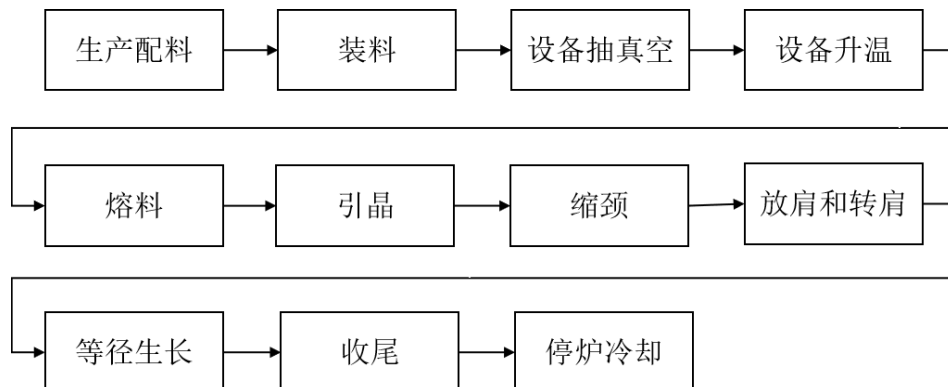 生产配料
装料
设备抽真空
设备升温
熔料
引晶
缩颈
放肩和转肩
等径生长
收尾
停炉冷却